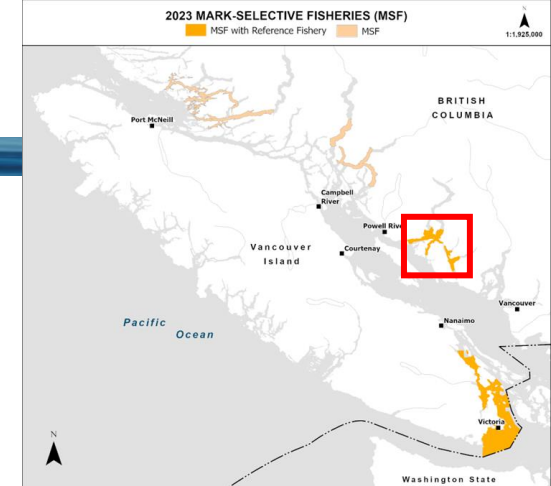 2023 MARK-SELECTIVE FISHERIES (MSF)
MSF with Reference Fishery MSF
N
1:1,925,000
BRITISH
COLUMBIA
Port McNeill
Campbell
River
Powell Rive
Vancouver
Island
Courtenay
Vancouver
Nanaimo
Pacific
Ocean
Victoria
N
Washington State